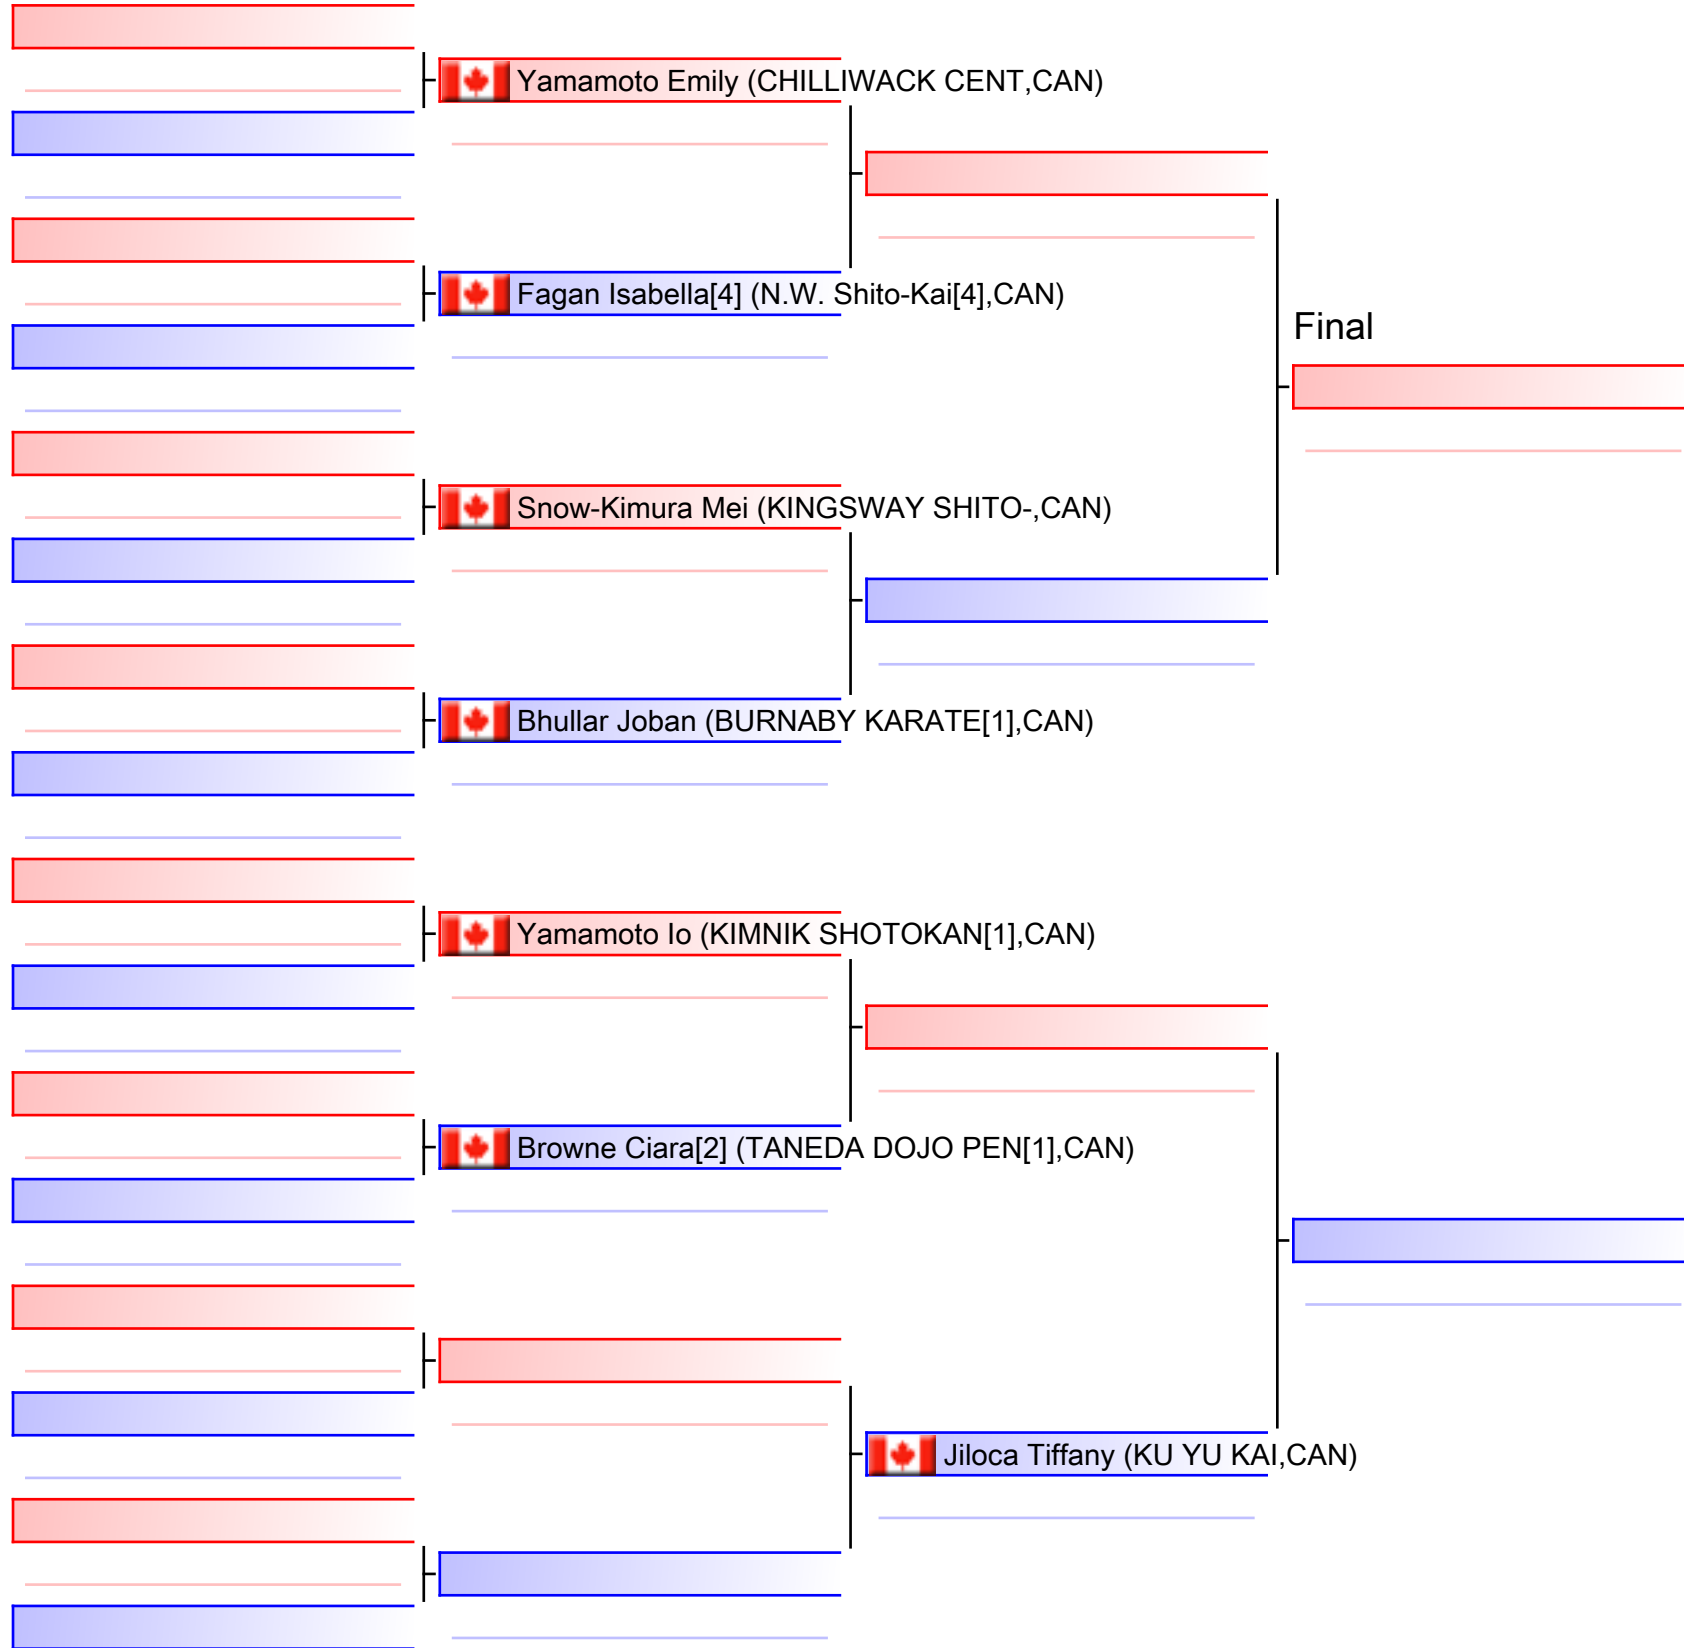 Yamamoto Emily (CHILLIWACK CENT,CAN)
Fagan Isabella[4] (N.W. Shito-Kai[4],CAN)
Final
Snow-Kimura Mei (KINGSWAY SHITO-,CAN)
Bhullar Joban (BURNABY KARATE[1],CAN)
Yamamoto Io (KIMNIK SHOTOKAN[1],CAN)
Browne Ciara[2] (TANEDA DOJO PEN[1],CAN)
Jiloca Tiffany (KU YU KAI,CAN)